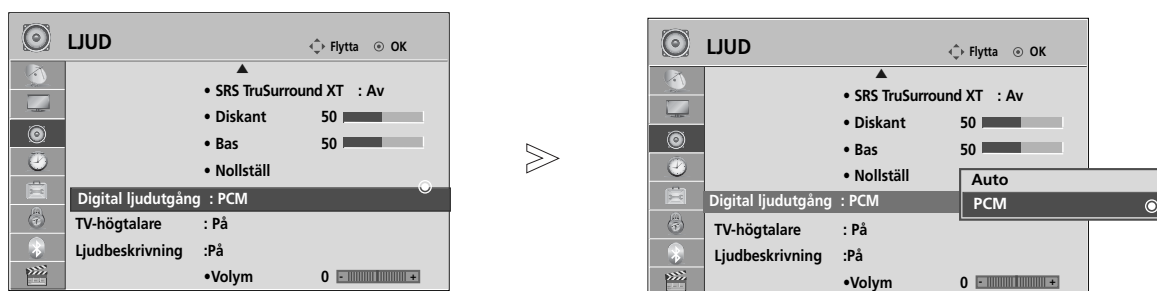 LJUD
Flytta OK
• SRS TruSurround XT : Av
• Diskant 50
• Bas 50
• Nollställ
Digital ljudutgång : PCM
TV-högtalare : På
Ljudbeskrivning :På
•Volym 0 - +
LJUD
Flytta OK
• SRS TruSurround XT : Av
• Diskant 50
• Bas 50
• Nollställ
Auto
Digital ljudutgång : PCM
PCM
TV-högtalare : På
Ljudbeskrivning :På
•Volym 0 - +